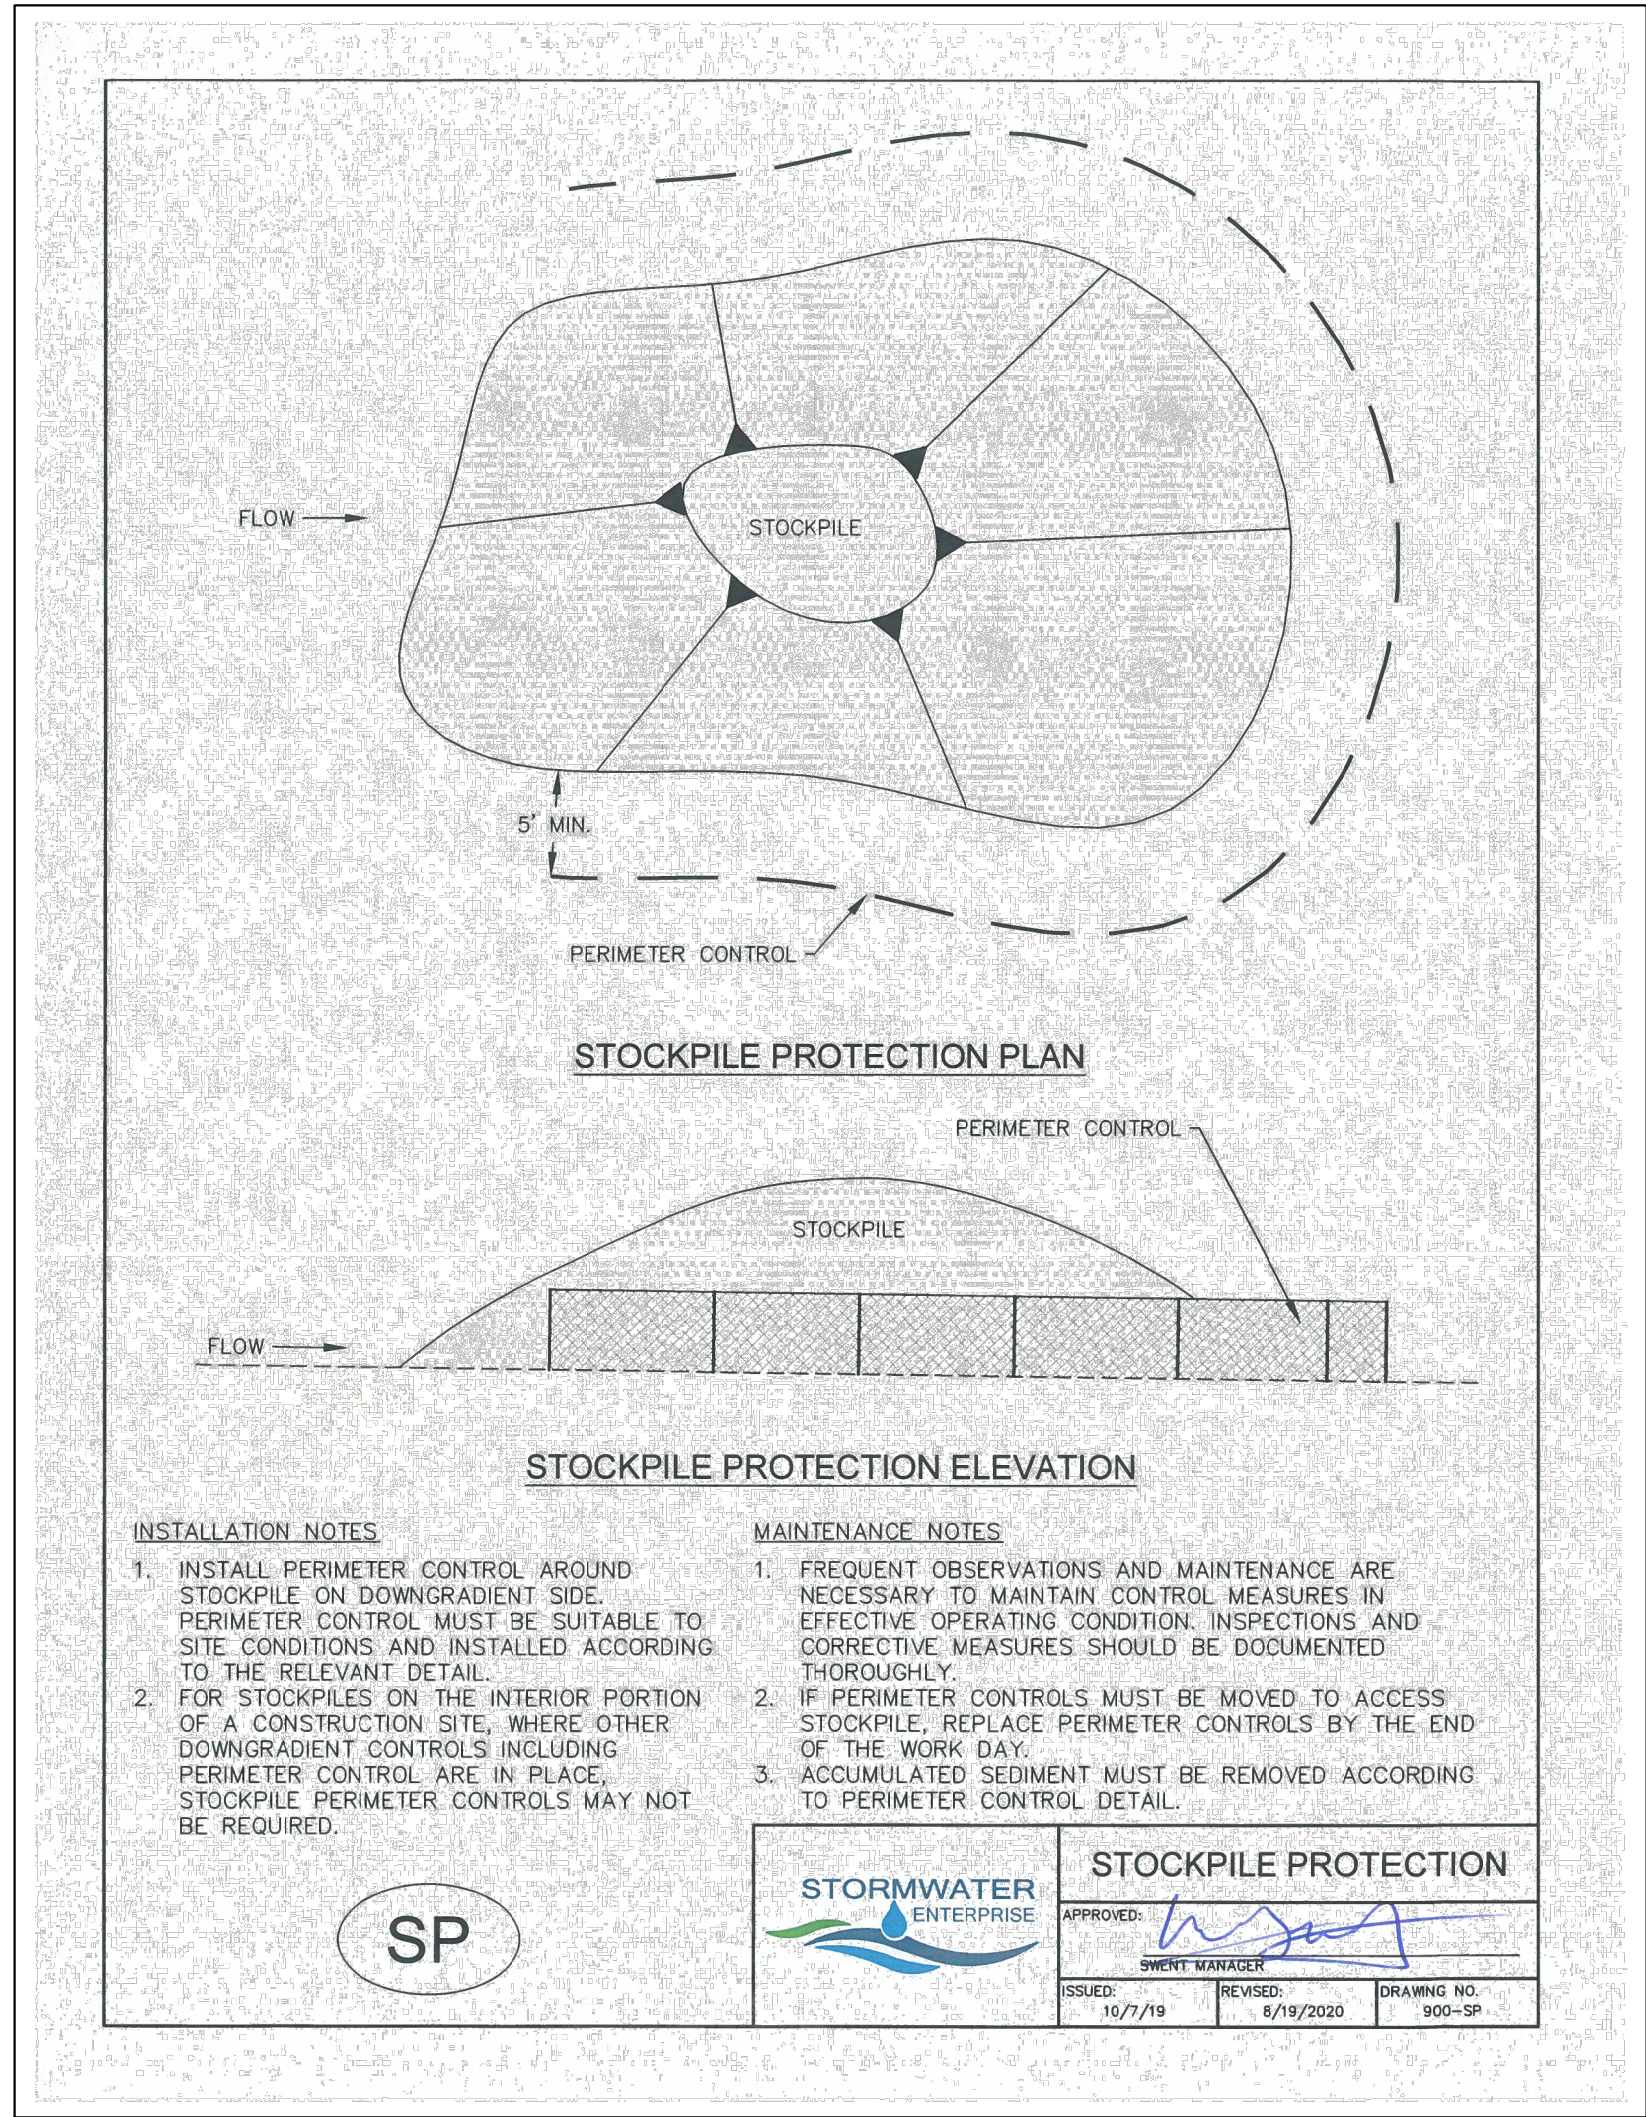 FLOW
STOCKPILE
5' MIN.
PERIMETER CONTROL
STOCKPILE PROTECTION PLAN
PERIMETER CONTROL
STOCKPILE
FLOW
STOCKPILE PROTECTION ELEVATION
INSTALLATION NOTES
1. INSTALL PERIMETER CONTROL AROUND
STOCKPILE ON DOWNGRADIENT SIDE.
PERIMETER CONTROL MUST BE SUITABLE TO
SITE CONDITIONS AND INSTALLED ACCORDING
TO THE RELEVANT DETAIL.
2. FOR STOCKPILES ON THE INTERIOR PORTION
OF A CONSTRUCTION SITE, WHERE OTHER
DOWNGRADIENT CONTROLS INCLUDING
PERIMETER CONTROL ARE IN PLACE,
STOCKPILE PERIMETER CONTROLS MAY NOT
BE REQUIRED.
MAINTENANCE NOTES
1. FREQUENT OBSERVATIONS AND MAINTENANCE ARE
NECESSARY TO MAINTAIN CONTROL MEASURES IN
EFFECTIVE OPERATING CONDITION. INSPECTIONS AND
CORRECTIVE MEASURES SHOULD BE DOCUMENTED
THOROUGHLY.
2. IF PERIMETER CONTROLS MUST BE MOVED TO ACCESS
STOCKPILE, REPLACE PERIMETER CONTROLS BY THE END
OF THE WORK DAY.
3. ACCUMULATED SEDIMENT MUST BE REMOVED ACCORDING
TO PERIMETER CONTROL DETAIL.
SP
STORMWATER
ENTERPRISE
STOCKPILE PROTECTION
APPROVED:
SWENT MANAGER
ISSUED:
10/7/19
REVISED:
8/19/2020
DRAWING NO.
900-SP